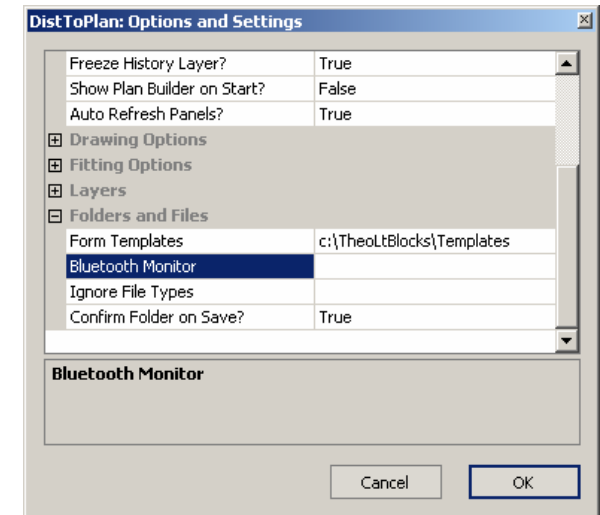 DistToPlan: Options and Settings
Freeze History Layer? True
Show Plan Builder on Start? False
Auto Refresh Panels? True
Drawing Options
Fitting Options
Layers
Folders and Files
Form Templates c:\TheoLtBlocks\Templates
Bluetooth Monitor
Ignore File Types
Confirm Folder on Save? True
Bluetooth Monitor
Cancel OK